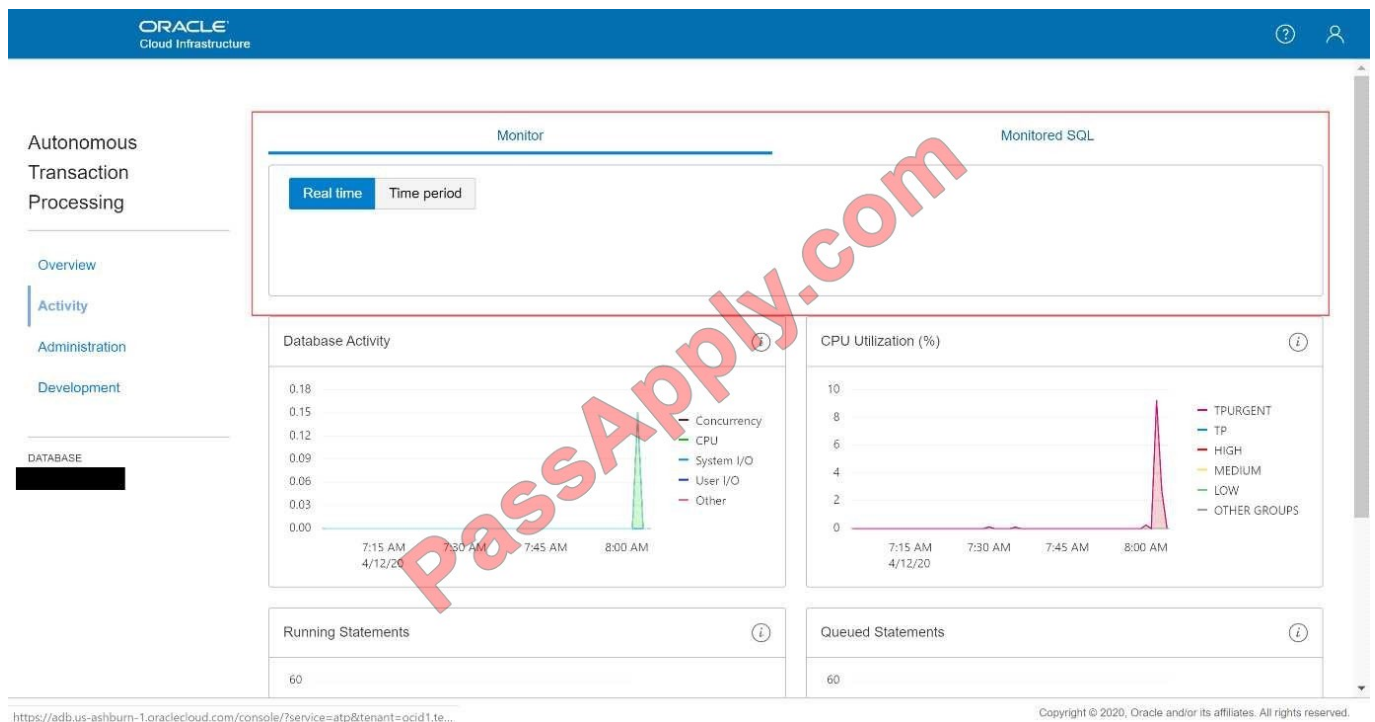 ORACLE
Cloud Infrastructure
Autonomous
Transaction
Processing
Overview
Activity
Administration
Development
DATABASE
Monitor
Monitored SQL
Real time
Time period
Database Activity
0.18
0.15
0.12
0.09
0.06
0.03
0.00
7:15 AM
4/12/20
7:30 AM
7:45 AM
8:00 AM
Concurrency
CPU
System I/O
User I/O
Other
CPU Utilization (%)
10
8
6
4
2
0
7:15 AM
4/12/20
7:30 AM
7:45 AM
8:00 AM
TPURGENT
TP
HIGH
MEDIUM
LOW
OTHER GROUPS
Running Statements
60
Queued Statements
60
PassApply.com
https://adb.us-ashburn-1.oraclecloud.com/console/?service=atp&tenant=ocid1.te...
Copyright © 2020, Oracle and/or its affiliates. All rights reserved.